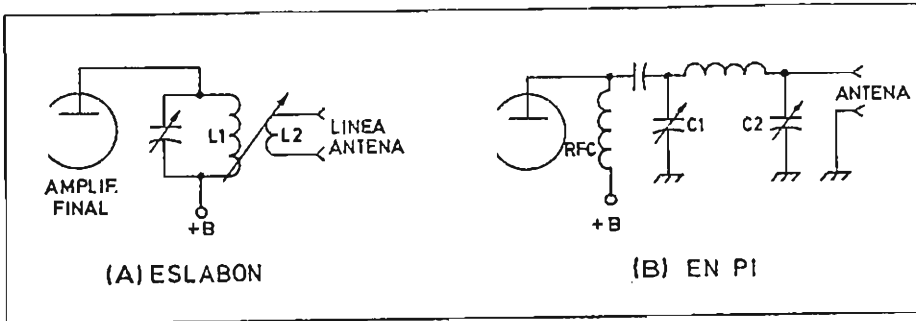 L1
L2
LINEA
ANTENA
AMPLIF.
FINAL
+B
(A) ESLABON
RFC
C1
C2
ANTENA
+B
(B) EN PI